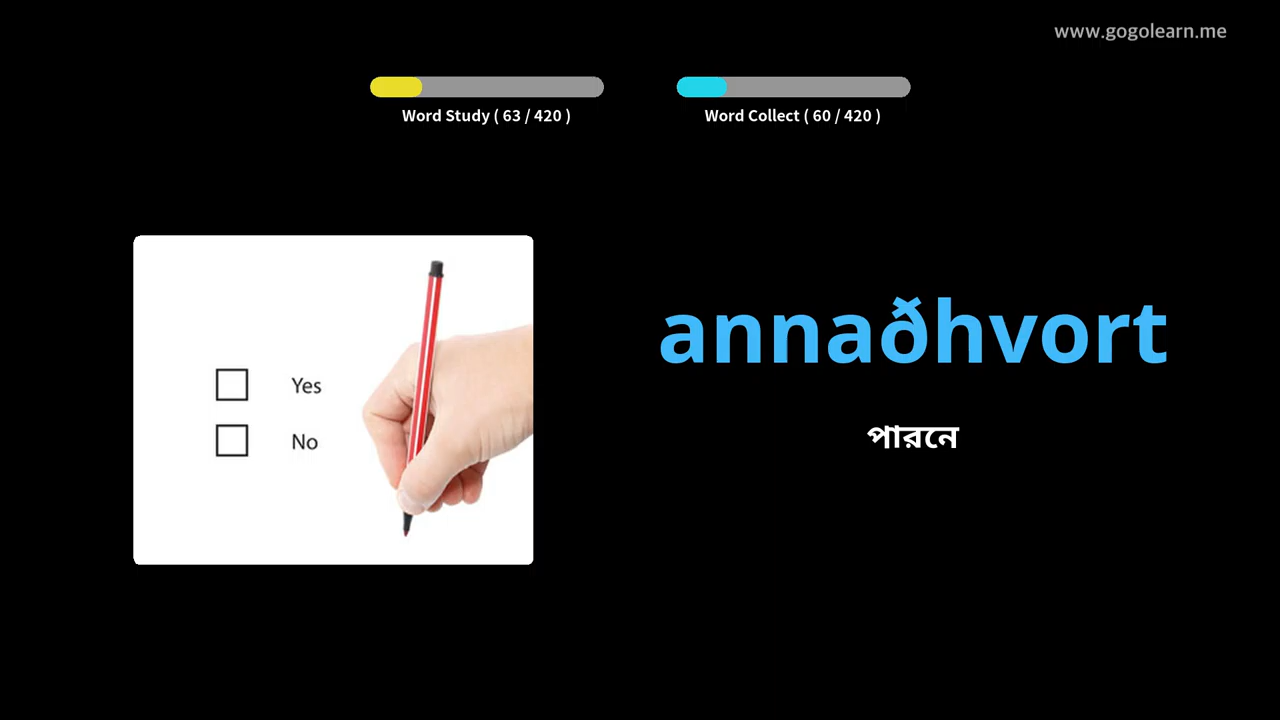 www.gogolearn.me
Word Study ( 63 / 420 )
Word Collect ( 60 / 420 )
Yes
No
annaðhvort
পারনে